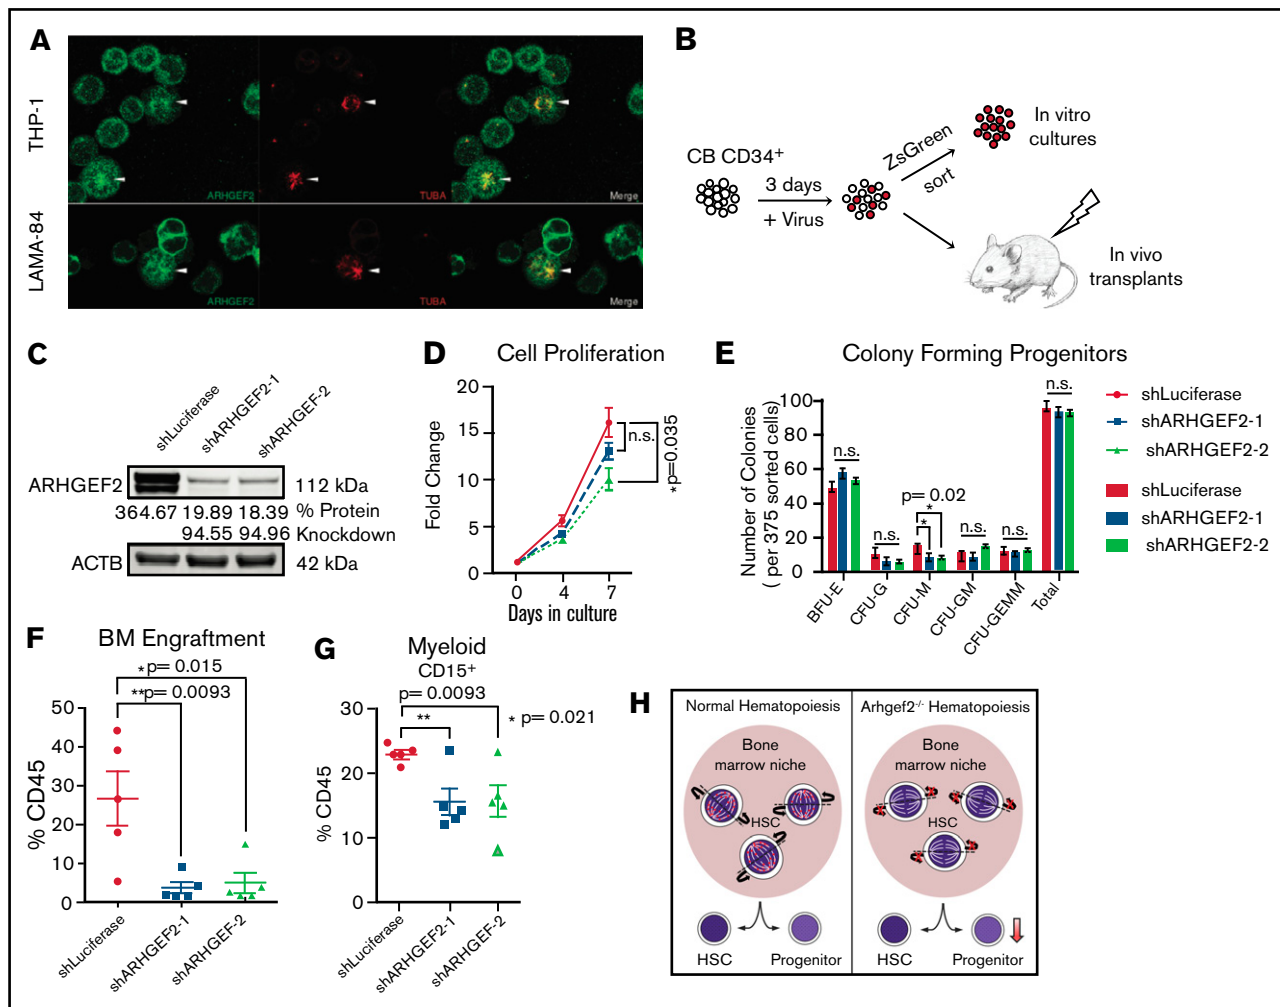 A
THP-1
LAMA-84
ARHGEF2
TUBA
Merge
ARHGEF2
TUBA
Merge
B
CB CD34+
3 days
+ Virus
ZsGreen
sort
In vitro
cultures
In vivo
transplants
C
shLuciferase
shARHGEF2-1
shARHGEF-2
ARHGEF2
112 kDa
364.67 19.89 18.39 % Protein
94.55 94.96 Knockdown
ACTB
42 kDa
D
Cell Proliferation
Fold Change
20
15
10
5
0
0
4
7
Days in culture
n.s.
*p=0.035
E
Colony Forming Progenitors
Number of Colonies
( per 375 sorted cells)
100
80
60
40
20
0
n.s.
n.s.
p= 0.02
*
*
n.s.
n.s.
n.s.
BFU-E
CFU-G
CFU-M
CFU-GM
CFU-GEMM
Total
shLuciferase
shARHGEF2-1
shARHGEF2-2
shLuciferase
shARHGEF2-1
shARHGEF2-2
F
BM Engraftment
*p= 0.015
**p= 0.0093
% CD45
50
40
30
20
10
0
shLuciferase
shARHGEF2-1
shARHGEF-2
G
Myeloid
CD15+
p= 0.0093
**
* p= 0.021
% CD45
30
20
10
0
shLuciferase
shARHGEF2-1
shARHGEF-2
H
Normal Hematopoiesis
Bone
marrow niche
HSC
HSC
Progenitor
Arhgef2-/- Hematopoiesis
Bone
marrow niche
HSC
HSC
Progenitor